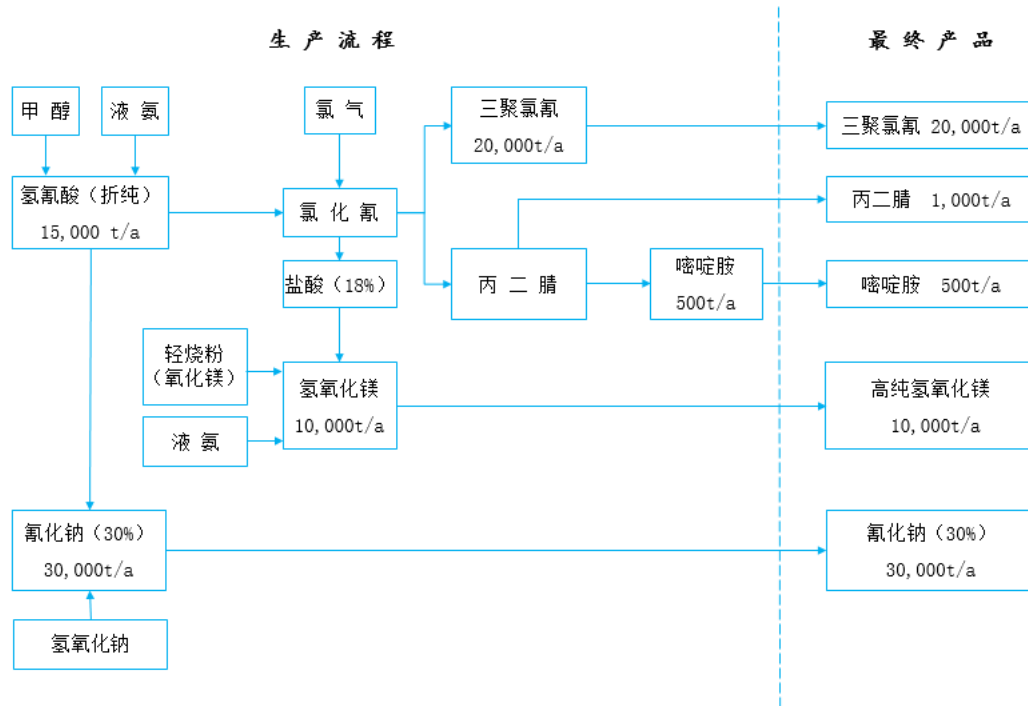 生产流程
最终产品
甲醇
液氨
氯气
三聚氯氰
20,000t/a
三聚氯氰 20,000t/a
氢氰酸（折纯）
15,000 t/a
氯化氰
丙二腈 1,000t/a
盐酸（18%）
丙二腈
嘧啶胺
500t/a
嘧啶胺 500t/a
轻烧粉
（氧化镁）
氢氧化镁
10,000t/a
高纯氢氧化镁
10,000t/a
液氨
氰化钠（30%）
30,000t/a
氰化钠（30%）
30,000t/a
氢氧化钠